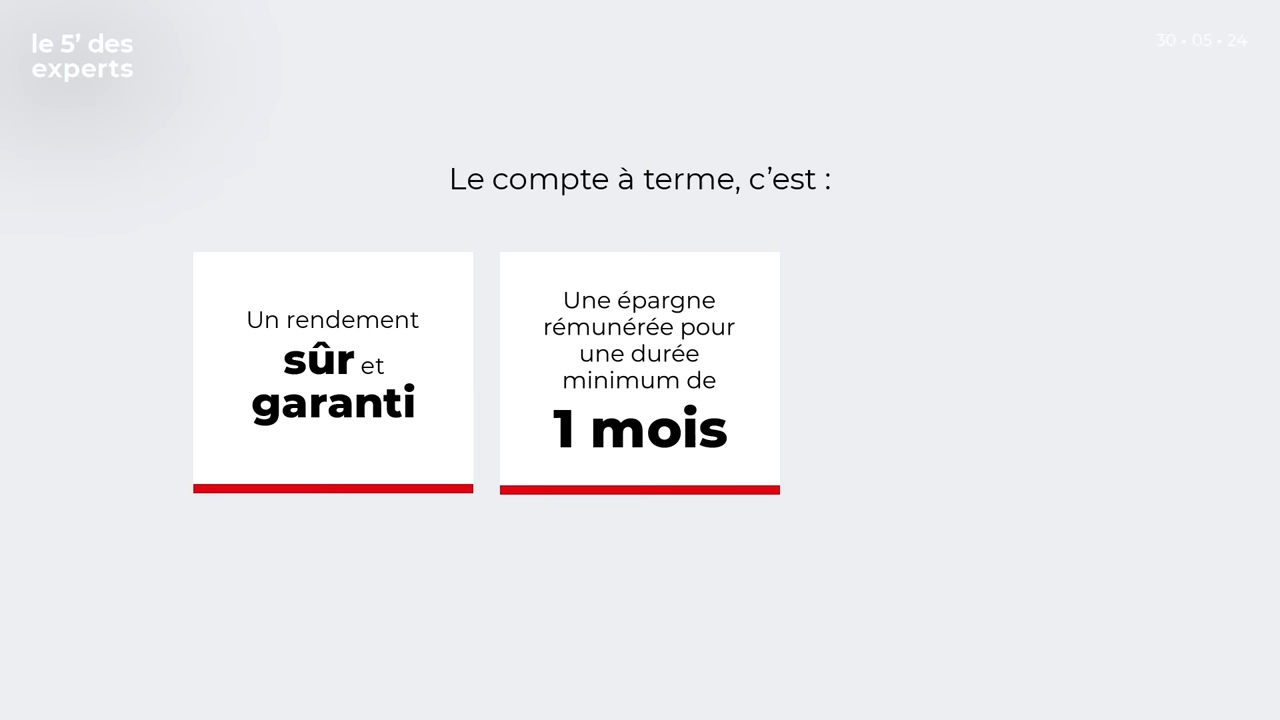 le 5’ des
experts
30 • 05 • 24
Le compte à terme, c’est :
Un rendement
sûr et
garanti
Une épargne
rémunérée pour
une durée
minimum de
1 mois